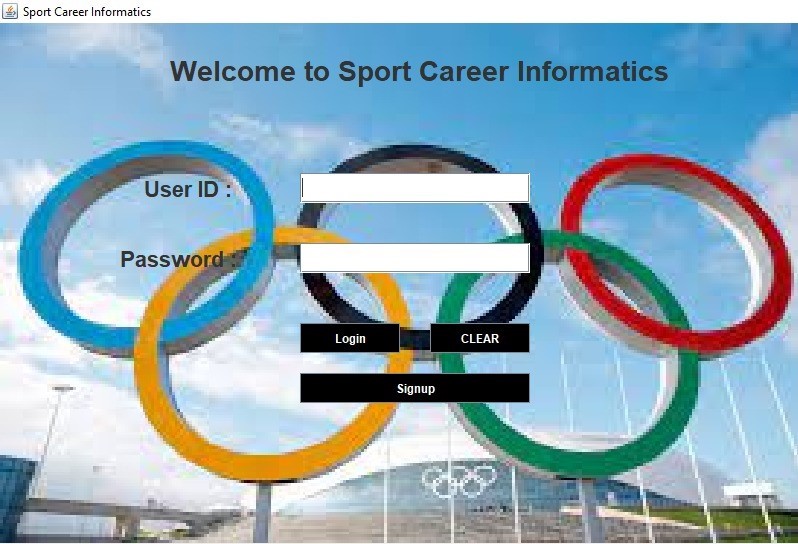 Sport Career Informatics
Welcome to Sport Career Informatics
User ID :
Password :
Login
CLEAR
Signup